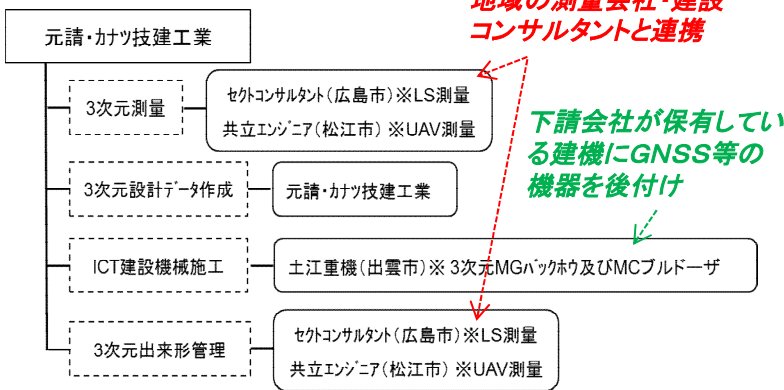 地域の測量会社・建設
コンサルタントと連携
元請・カナツ技建工業
3次元測量
セクトコンサルタント（広島市）※LS測量
共立エンジニア（松江市）※UAV測量
下請会社が保有してい
る建機にGNSS等の
機器を後付け
3次元設計データ作成
元請・カナツ技建工業
ICT建設機械施工
土江重機（出雲市）※ 3次元MGバックホウ及びMCブルドーザ
3次元出来形管理
セクトコンサルタント（広島市）※LS測量
共立エンジニア（松江市）※UAV測量